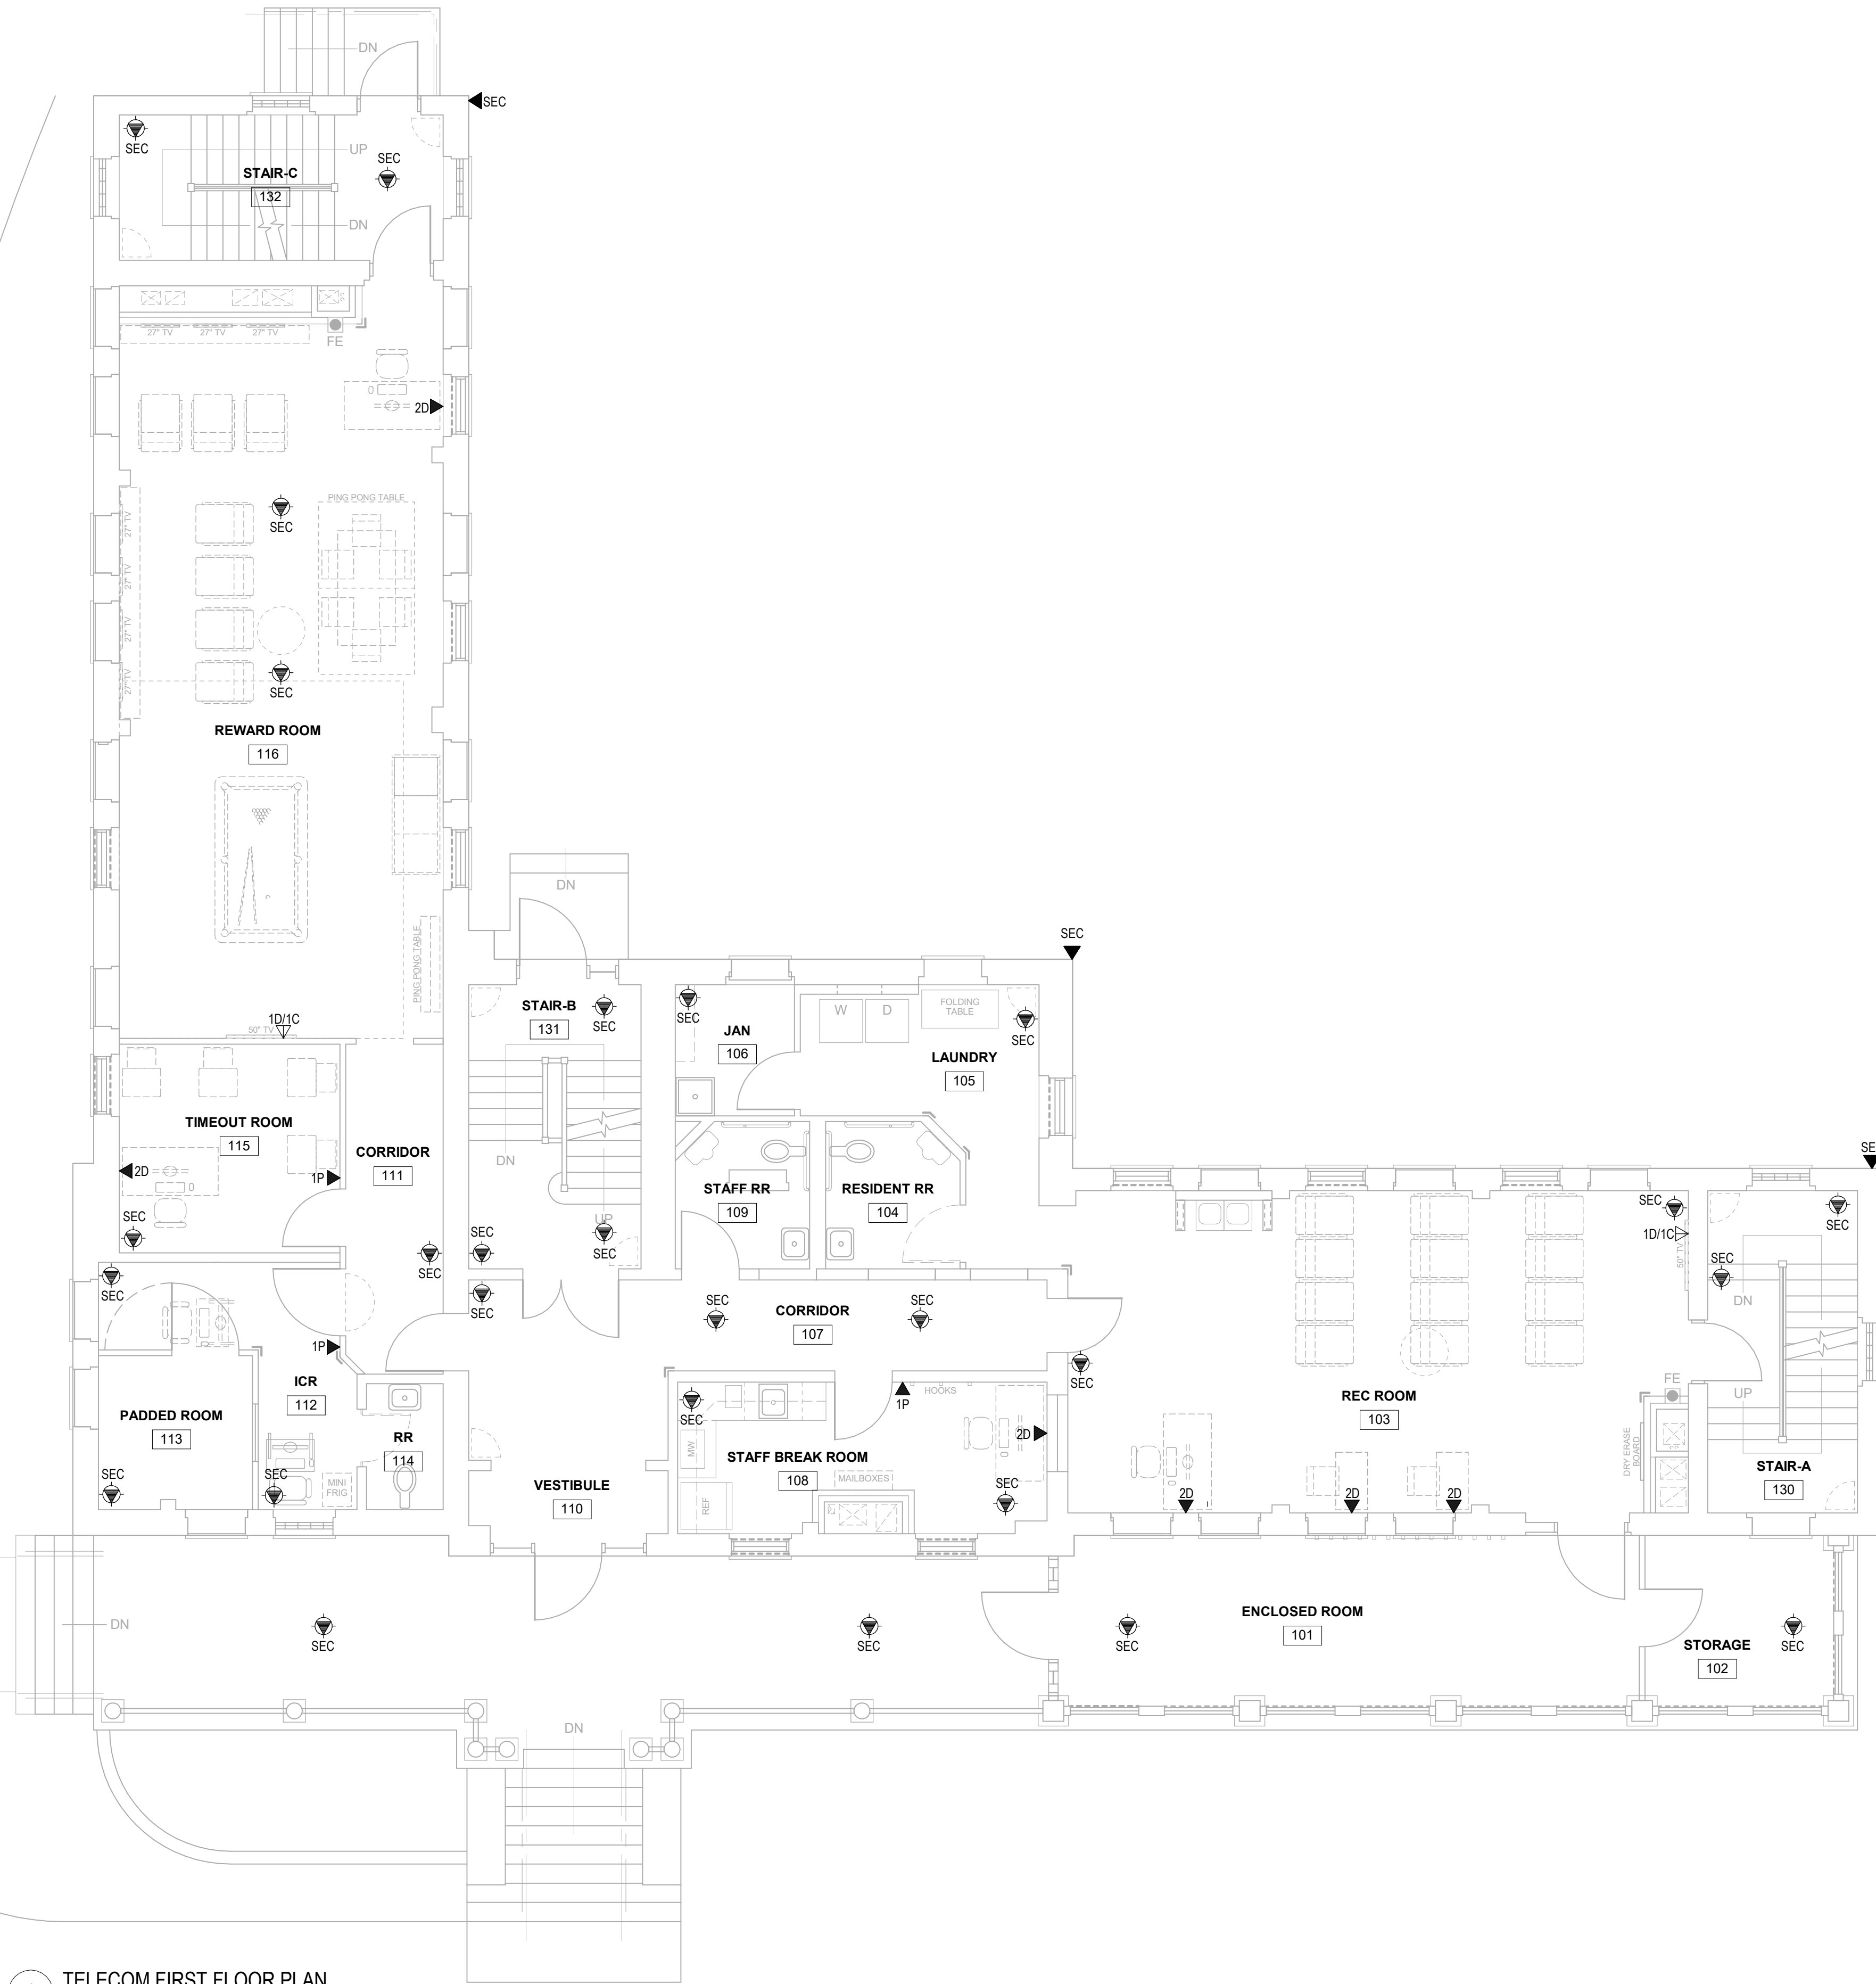 DN
SEC
SEC
UP
SEC
STAIR-C
132
DN
27" TV
27" TV
27" TV
FE
2D
PING PONG TABLE
SEC
27" TV
27" TV
27" TV
27" TV
SEC
REWARD ROOM
116
DN
PING PONG TABLE
SEC
STAIR-B
131
SEC
SEC
JAN
106
W
D
FOLDING
TABLE
SEC
LAUNDRY
105
1D/1C
50" TV
TIMEOUT ROOM
115
2D
1P
SEC
CORRIDOR
111
SEC
DN
UP
SEC
SEC
STAFF RR
109
RESIDENT RR
104
SEC
SEC
1D/1C
50" TV
SEC
SEC
DN
SEC
SEC
SEC
CORRIDOR
107
SEC
1P
ICR
112
PADDED ROOM
113
RR
114
SEC
SEC
MINI
FRIG
SEC
MW
REF
STAFF BREAK ROOM
108
MAILBOXES
HOOKS
1P
2D
SEC
VESTIBULE
110
SEC
REC ROOM
103
FE
DRY ERASE
BOARD
UP
STAIR-A
130
2D
2D
2D
DN
SEC
SEC
SEC
ENCLOSED ROOM
101
STORAGE
102
SEC
DN
TELECOM FIRST FLOOR PLAN